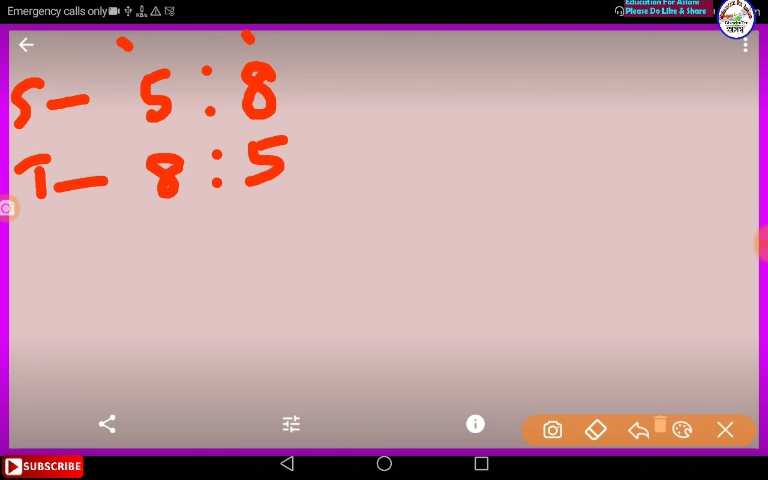 Emergency calls only
Education For Assam
Please Do Like & Share
S— 5 : 8
T— 8 : 5
SUBSCRIBE